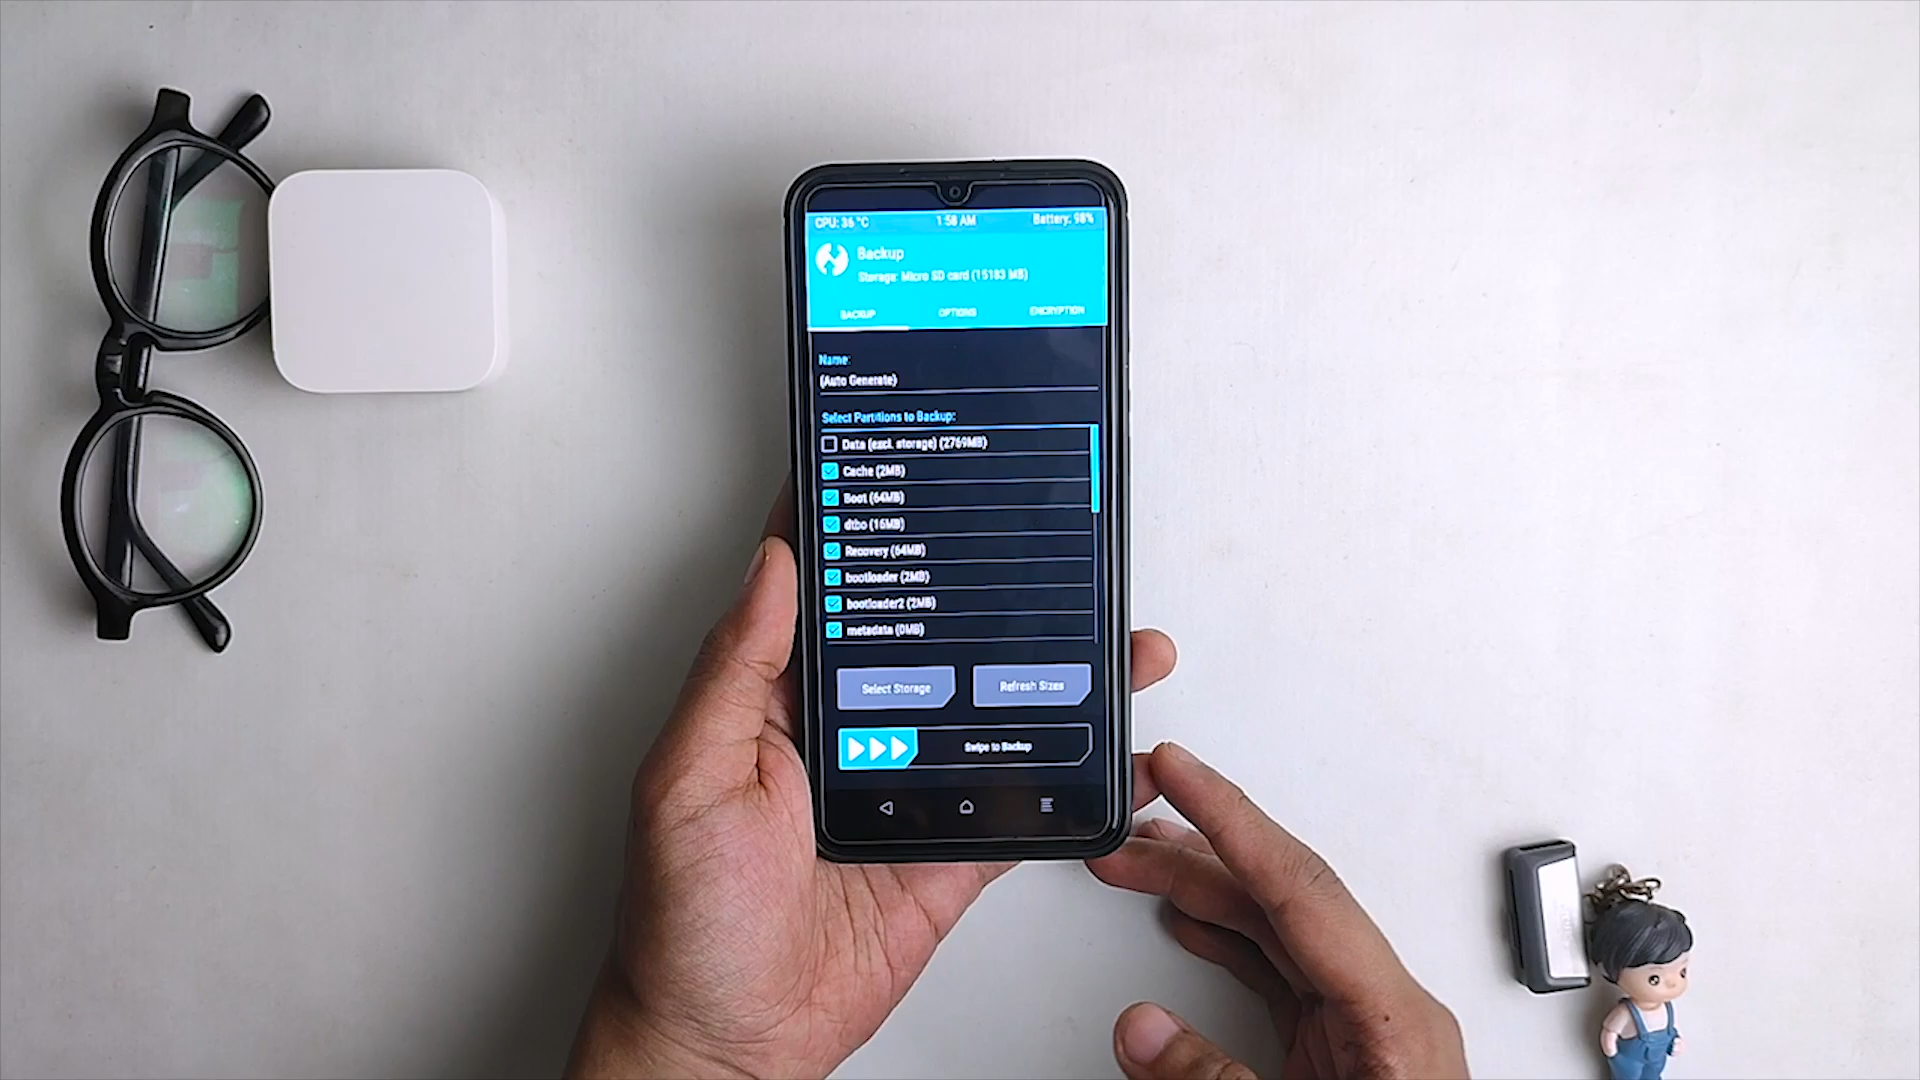 CPU: 36 °C 1:58 AM Battery: 98%
Backup
Storage: Micro SD card (15183 MB)
BACKUP OPTIONS ENCRYPTION
Name:
(Auto Generate)
Select Partitions to Backup:
Data (excl. storage) (2769MB)
Cache (2MB)
Boot (64MB)
dtbo (16MB)
Recovery (64MB)
bootloader (2MB)
bootloader2 (2MB)
metadata (0MB)
Select Storage Refresh Sizes
Swipe to Backup